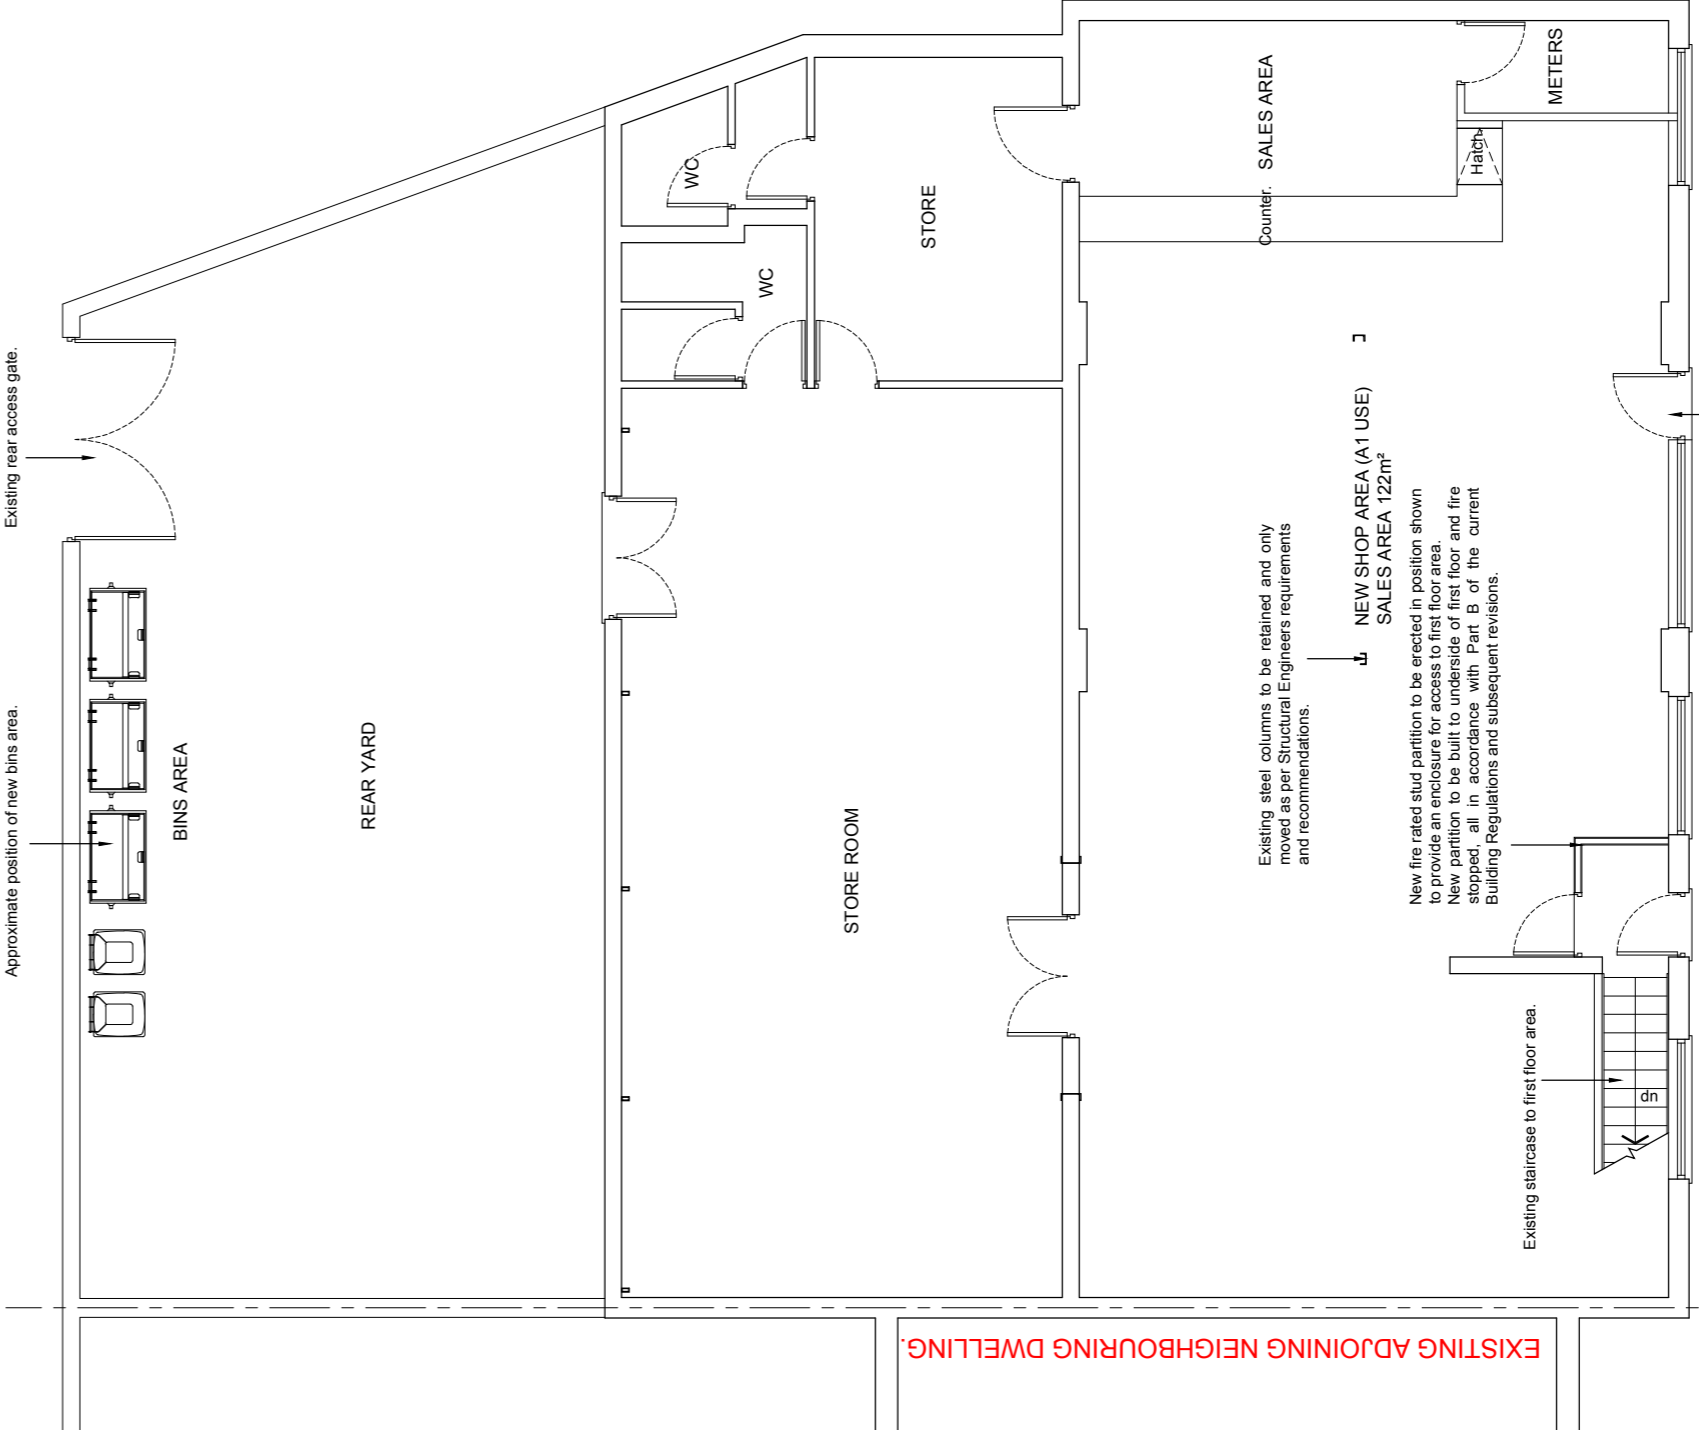 Existing rear access gate.
Approximate position of new bins area.
BINS AREA
REAR YARD
WC
WC
STORE
STORE ROOM
Counter.
SALES AREA
METERS
Hatch
NEW SHOP AREA (A1 USE)
SALES AREA 122m²
Existing steel columns to be retained and only
moved as per Structural Engineers requirements
and recommendations.
New fire rated stud partition to be erected in position shown
to provide an enclosure for access to first floor area.
New partition to be built to underside of first floor and fire
stopped, all in accordance with Part B of the current
Building Regulations and subsequent revisions.
Existing staircase to first floor area.
dn
EXISTING ADJOINING NEIGHBOURING DWELLING.